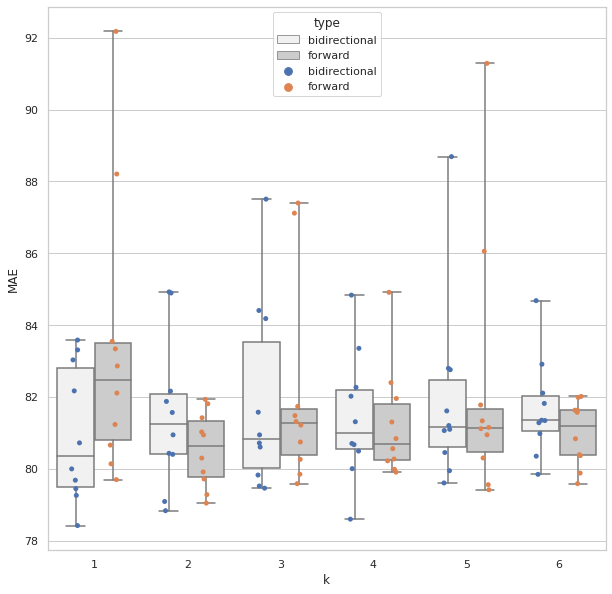 type
bidirectional
forward
bidirectional
forward
92
90
88
86
84
82
80
78
MAE
1 2 3 4 5 6
k